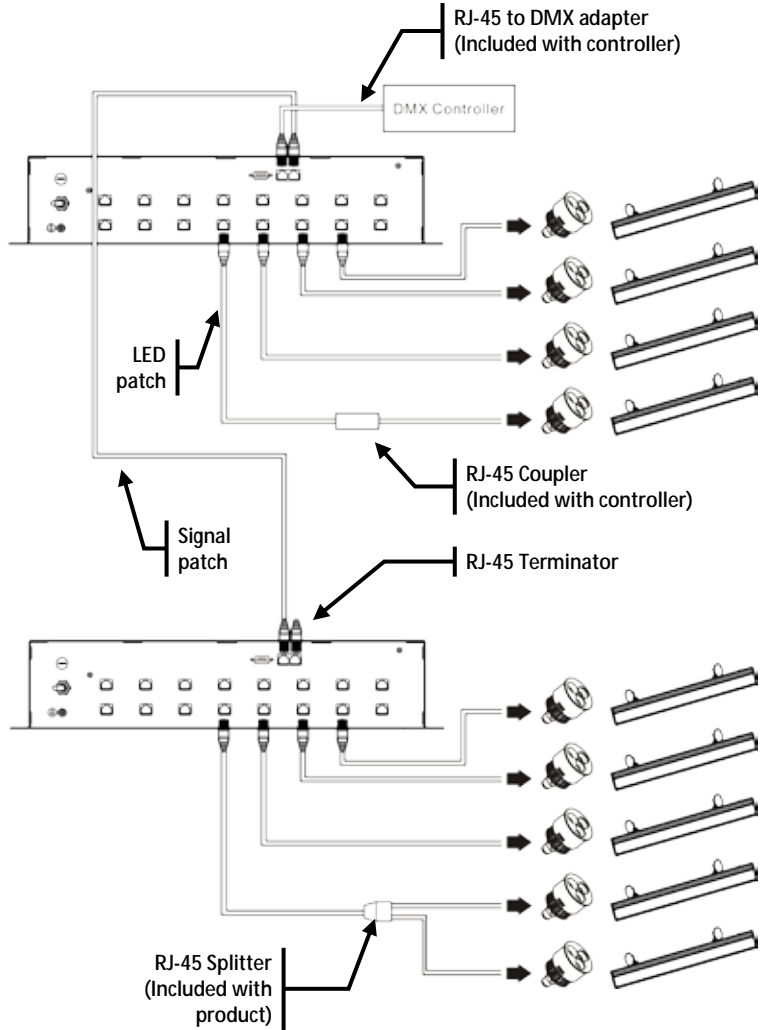 RJ-45 to DMX adapter
(Included with controller)
DMX Controller
LED
patch
RJ-45 Coupler
(Included with controller)
Signal
patch
RJ-45 Terminator
RJ-45 Splitter
(Included with
product)